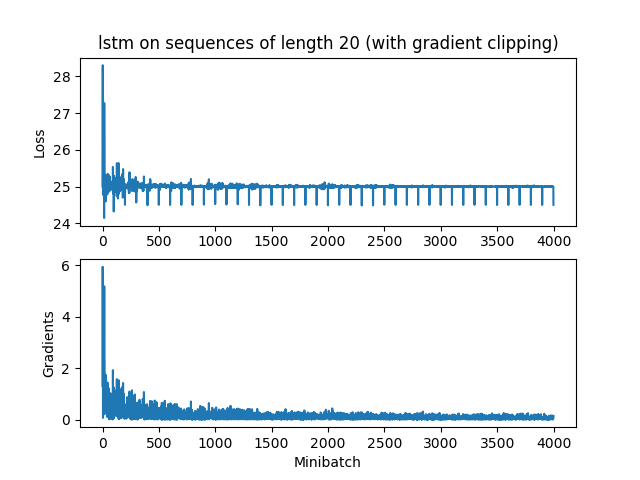 lstm on sequences of length 20 (with gradient clipping)
Loss
28
27
26
25
24
0 500 1000 1500 2000 2500 3000 3500 4000
Gradients
6
4
2
0
0 500 1000 1500 2000 2500 3000 3500 4000
Minibatch